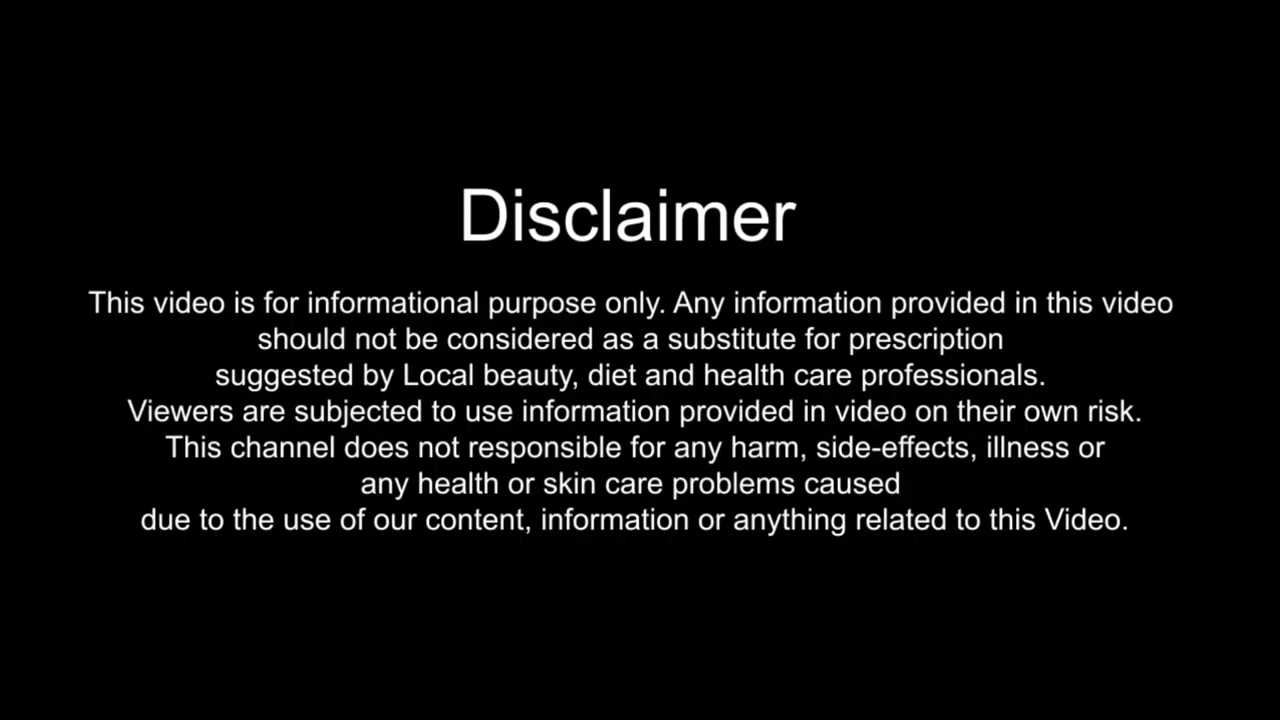 Disclaimer
This video is for informational purpose only. Any information provided in this video
should not be considered as a substitute for prescription
suggested by Local beauty, diet and health care professionals.
Viewers are subjected to use information provided in video on their own risk.
This channel does not responsible for any harm, side-effects, illness or
any health or skin care problems caused
due to the use of our content, information or anything related to this Video.